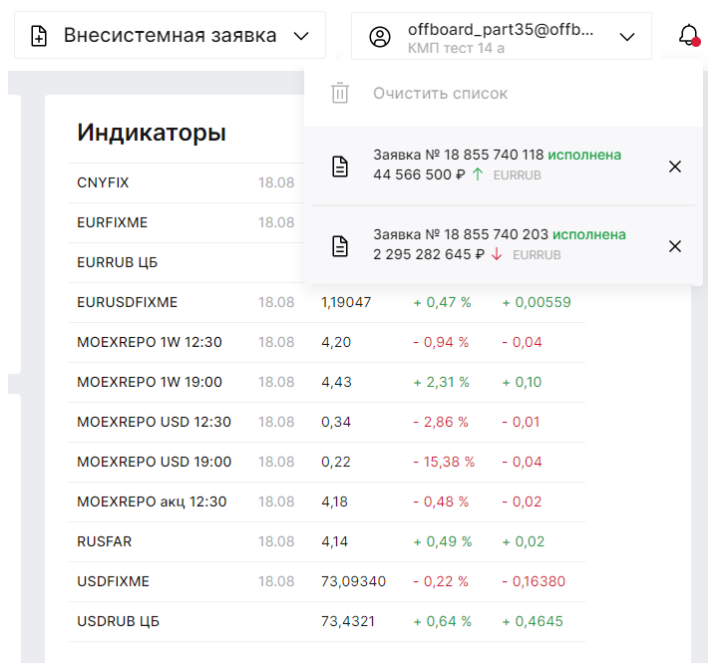 Внесистемная заявка
offboard_part35@offb...
КМП тест 14 а
Очистить список
Индикаторы
Заявка № 18 855 740 118 исполнена
44 566 500 ₽ ↑ EURRUB
Заявка № 18 855 740 203 исполнена
2 295 282 645 ₽ ↓ EURRUB
CNYFIX 18.08
EURFIXME 18.08
EURRUB ЦБ
EURUSDFIXME 18.08 1,19047 + 0,47 % + 0,00559
MOEXREPO 1W 12:30 18.08 4,20 - 0,94 % - 0,04
MOEXREPO 1W 19:00 18.08 4,43 + 2,31 % + 0,10
MOEXREPO USD 12:30 18.08 0,34 - 2,86 % - 0,01
MOEXREPO USD 19:00 18.08 0,22 - 15,38 % - 0,04
MOEXREPO акц 12:30 18.08 4,18 - 0,48 % - 0,02
RUSFAR 18.08 4,14 + 0,49 % + 0,02
USDFIXME 18.08 73,09340 - 0,22 % - 0,16380
USDRUB ЦБ 73,4321 + 0,64 % + 0,4645